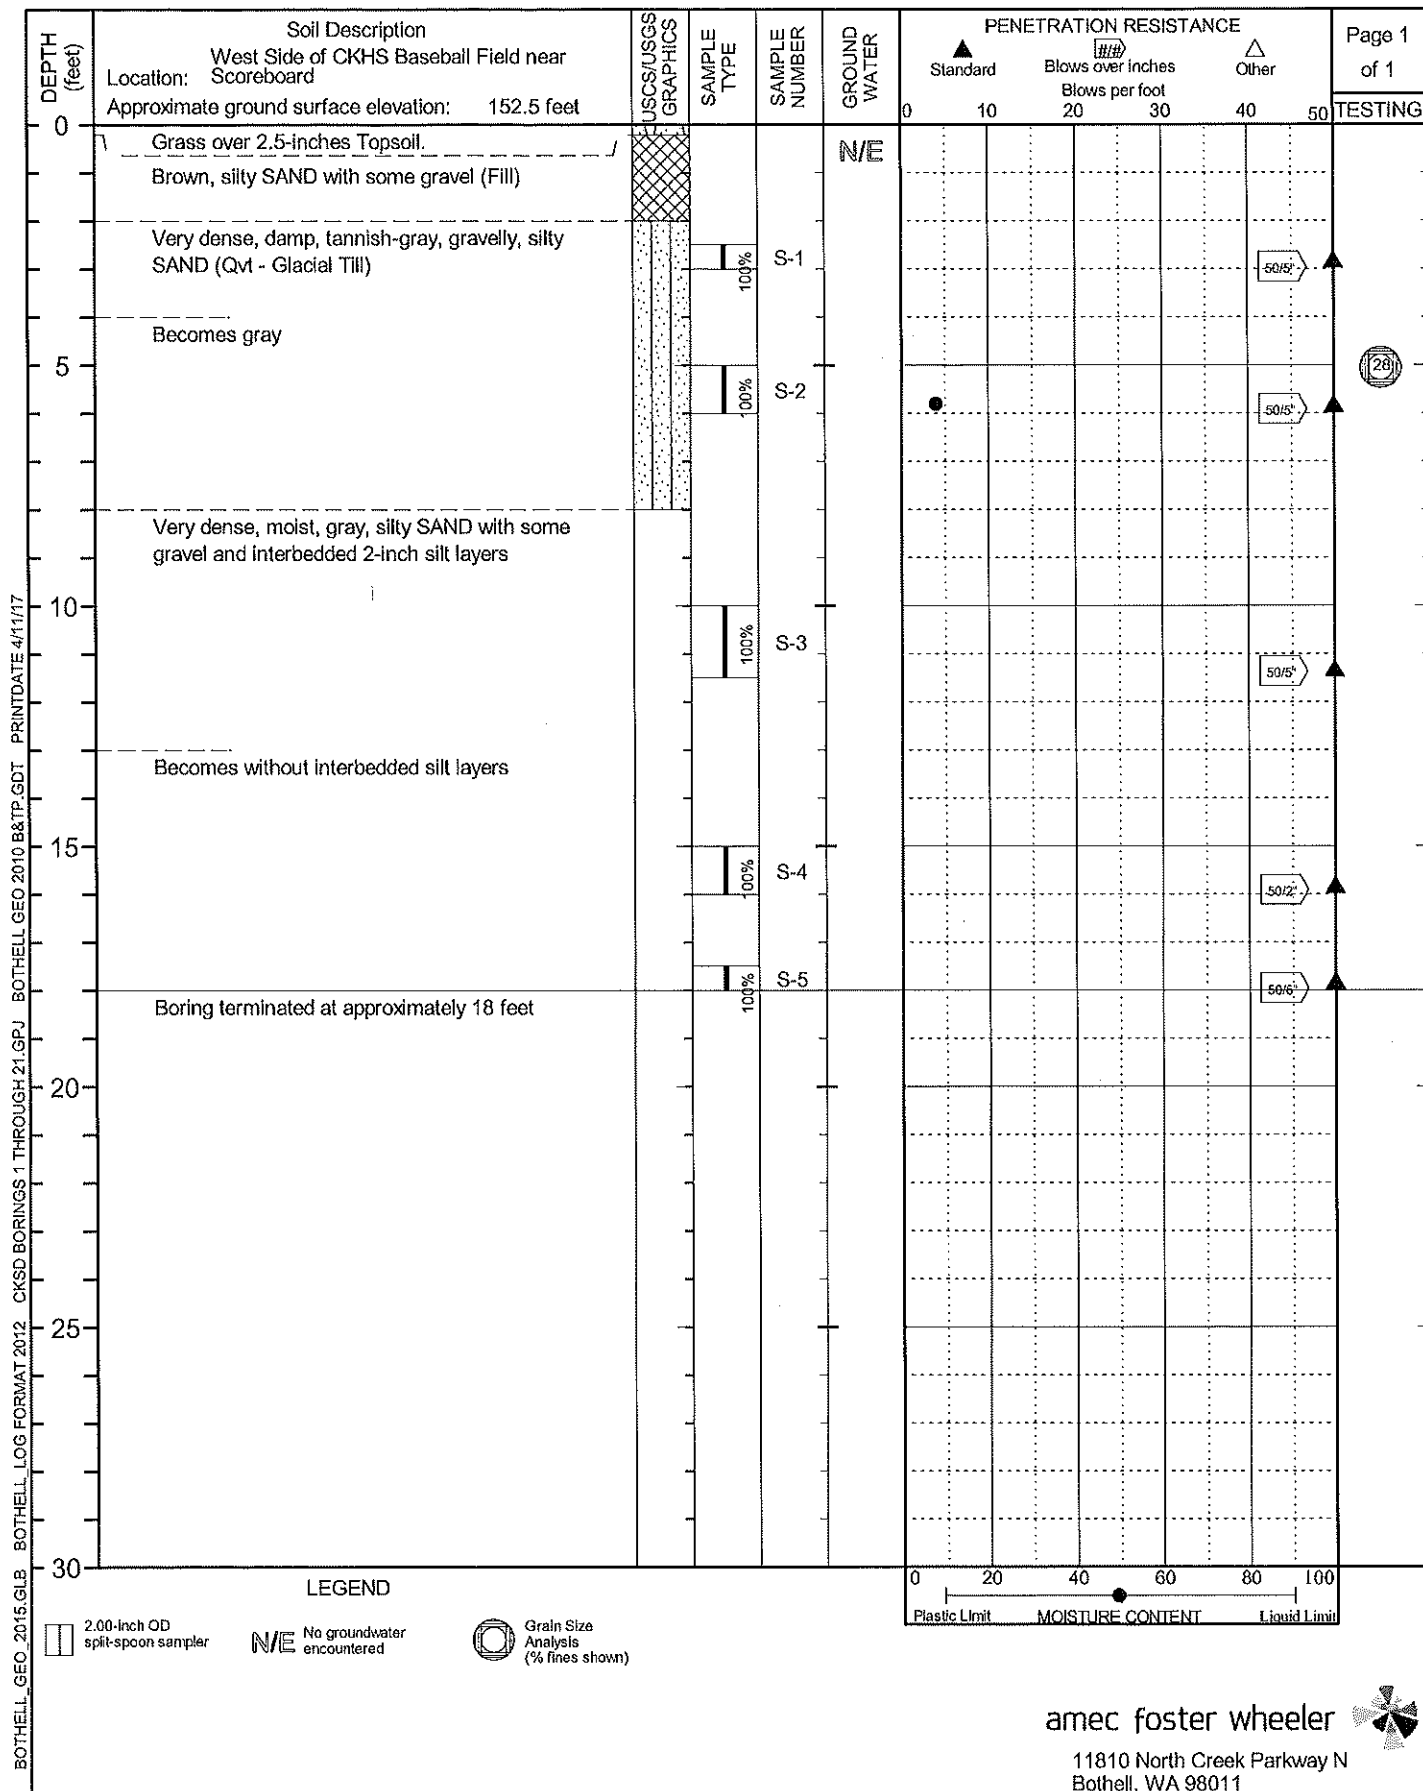 DEPTH
(feet)
Soil Description
Location: West Side of CKHS Baseball Field near
Scoreboard
Approximate ground surface elevation: 152.5 feet
USCS/USGS
GRAPHICS
SAMPLE
TYPE
SAMPLE
NUMBER
GROUND
WATER
PENETRATION RESISTANCE
Standard
##
Blows over inches
Other
Blows per foot
0 10 20 30 40 50
Page 1
of 1
TESTING
0
Grass over 2.5-inches Topsoil.
N/E
Brown, silty SAND with some gravel (Fill)
Very dense, damp, tannish-gray, gravelly, silty
SAND (Qvt - Glacial Till)
100%
S-1
50/5"
Becomes gray
5
28
100%
S-2
50/5"
Very dense, moist, gray, silty SAND with some
gravel and interbedded 2-inch silt layers
10
100%
S-3
50/5"
Becomes without interbedded silt layers
15
100%
S-4
50/2"
100%
S-5
50/6"
Boring terminated at approximately 18 feet
20
25
30
0 20 40 60 80 100
Plastic Limit MOISTURE CONTENT Liquid Limit
LEGEND
2.00-inch OD
split-spoon sampler
N/E No groundwater
encountered
Grain Size
Analysis
(% fines shown)
BOTHELL_GEO_2015.GLB BOTHELL_LOG FORMAT 2012 CKSD BORINGS 1 THROUGH 21.GPJ BOTHELL GEO 2010 B&TP.GDT PRINTDATE 4/11/17
amec foster wheeler
11810 North Creek Parkway N
Bothell, WA 98011